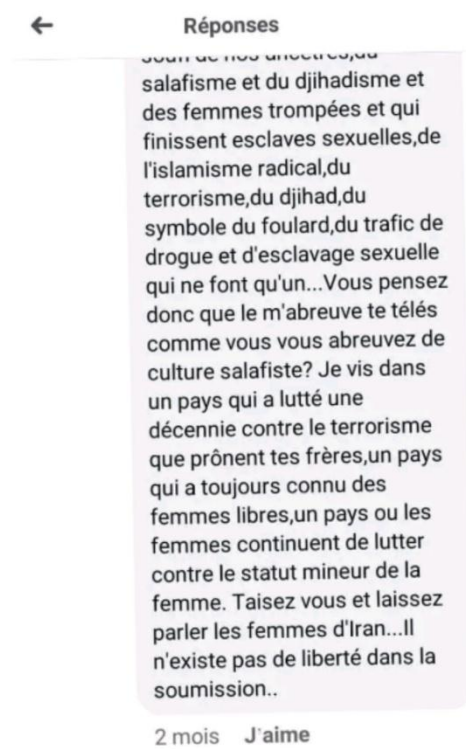 Réponses
salafisme et du djihadisme et
des femmes trompées et qui
finissent esclaves sexuelles,de
l'islamisme radical,du
terrorisme,du djihad,du
symbole du foulard,du trafic de
drogue et d'esclavage sexuelle
qui ne font qu'un...Vous pensez
donc que le m'abreuve te télés
comme vous vous abreuvez de
culture salafiste? Je vis dans
un pays qui a lutté une
décennie contre le terrorisme
que prônent tes frères,un pays
qui a toujours connu des
femmes libres,un pays ou les
femmes continuent de lutter
contre le statut mineur de la
femme. Taisez vous et laissez
parler les femmes d'Iran...Il
n'existe pas de liberté dans la
soumission..
2 mois J'aime